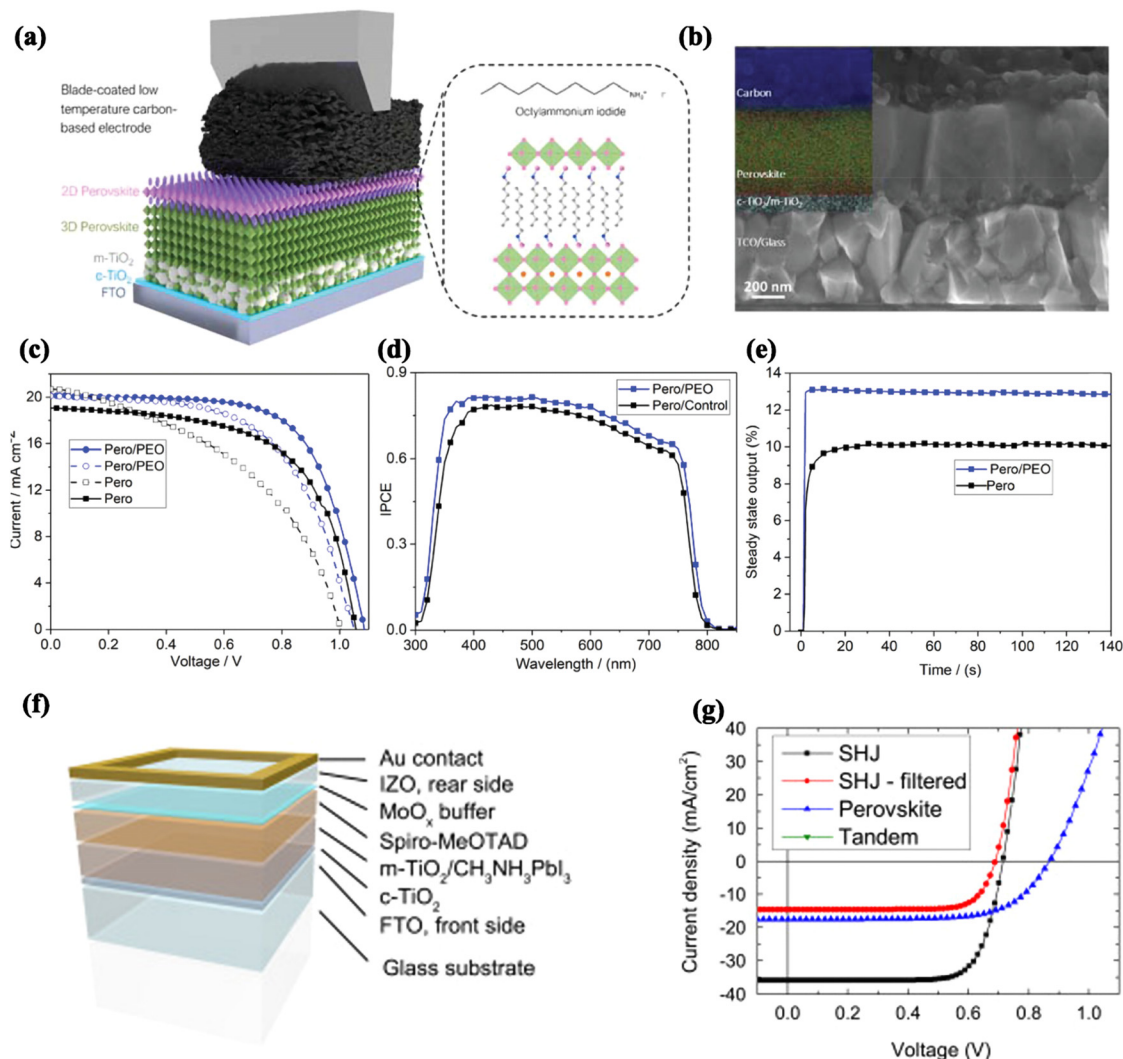 (a)
Blade-coated low
temperature carbon-
based electrode
2D Perovskite
3D Perovskite
m-TiO₂
c-TiO₂
FTO
NH₃⁺ I⁻
Octylammonium iodide
(b)
Carbon
Perovskite
c-TiO₂/m-TiO₂
TCO/Glass
200 nm
(c)
Current / mA cm⁻²
20
16
12
8
4
0
Pero/PEO
Pero/PEO
Pero
Pero
0.0 0.2 0.4 0.6 0.8 1.0
Voltage / V
(d)
IPCE
0.9
0.6
0.3
0.0
Pero/PEO
Pero/Control
300 400 500 600 700 800
Wavelength / (nm)
(e)
Steady state output (%)
14
12
10
8
6
4
2
0
Pero/PEO
Pero
0 20 40 60 80 100 120 140
Time / (s)
(f)
Au contact
IZO, rear side
MoOₓ buffer
Spiro-MeOTAD
m-TiO₂/CH₃NH₃PbI₃
c-TiO₂
FTO, front side
Glass substrate
(g)
Current density (mA/cm²)
40
30
20
10
0
-10
-20
-30
-40
SHJ
SHJ - filtered
Perovskite
Tandem
0.0 0.2 0.4 0.6 0.8 1.0
Voltage (V)